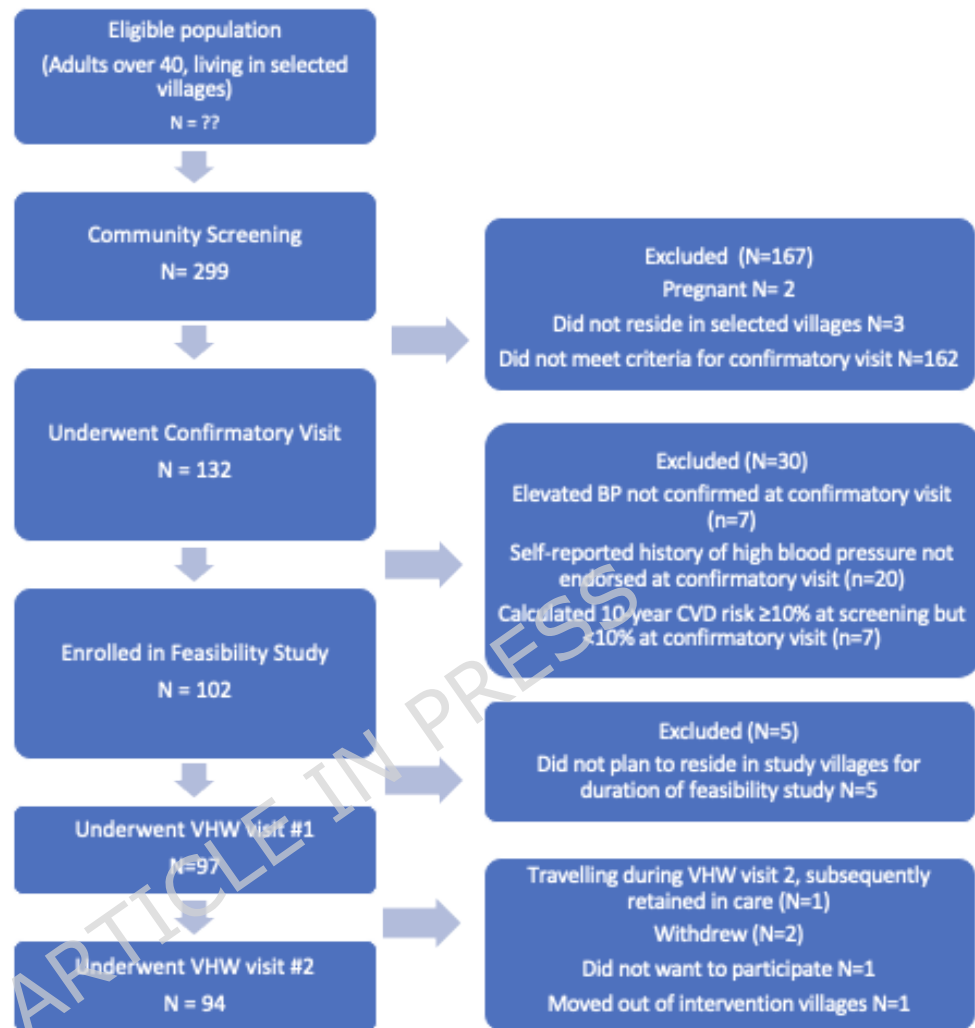 Eligible population
(Adults over 40, living in selected
villages)
N = ??
Community Screening
N= 299
Excluded (N=167)
Pregnant N= 2
Did not reside in selected villages N=3
Did not meet criteria for confirmatory visit N=162
Underwent Confirmatory Visit
N = 132
Excluded (N=30)
Elevated BP not confirmed at confirmatory visit
(n=7)
Self-reported history of high blood pressure not
endorsed at confirmatory visit (n=20)
Calculated 10-year CVD risk ≥10% at screening but
<10% at confirmatory visit (n=7)
Enrolled in Feasibility Study
N = 102
Excluded (N=5)
Did not plan to reside in study villages for
duration of feasibility study N=5
Underwent VHW visit #1
N=97
Travelling during VHW visit 2, subsequently
retained in care (N=1)
Withdrew (N=2)
Did not want to participate N=1
Moved out of intervention villages N=1
Underwent VHW visit #2
N = 94
ARTICLE IN PRESS